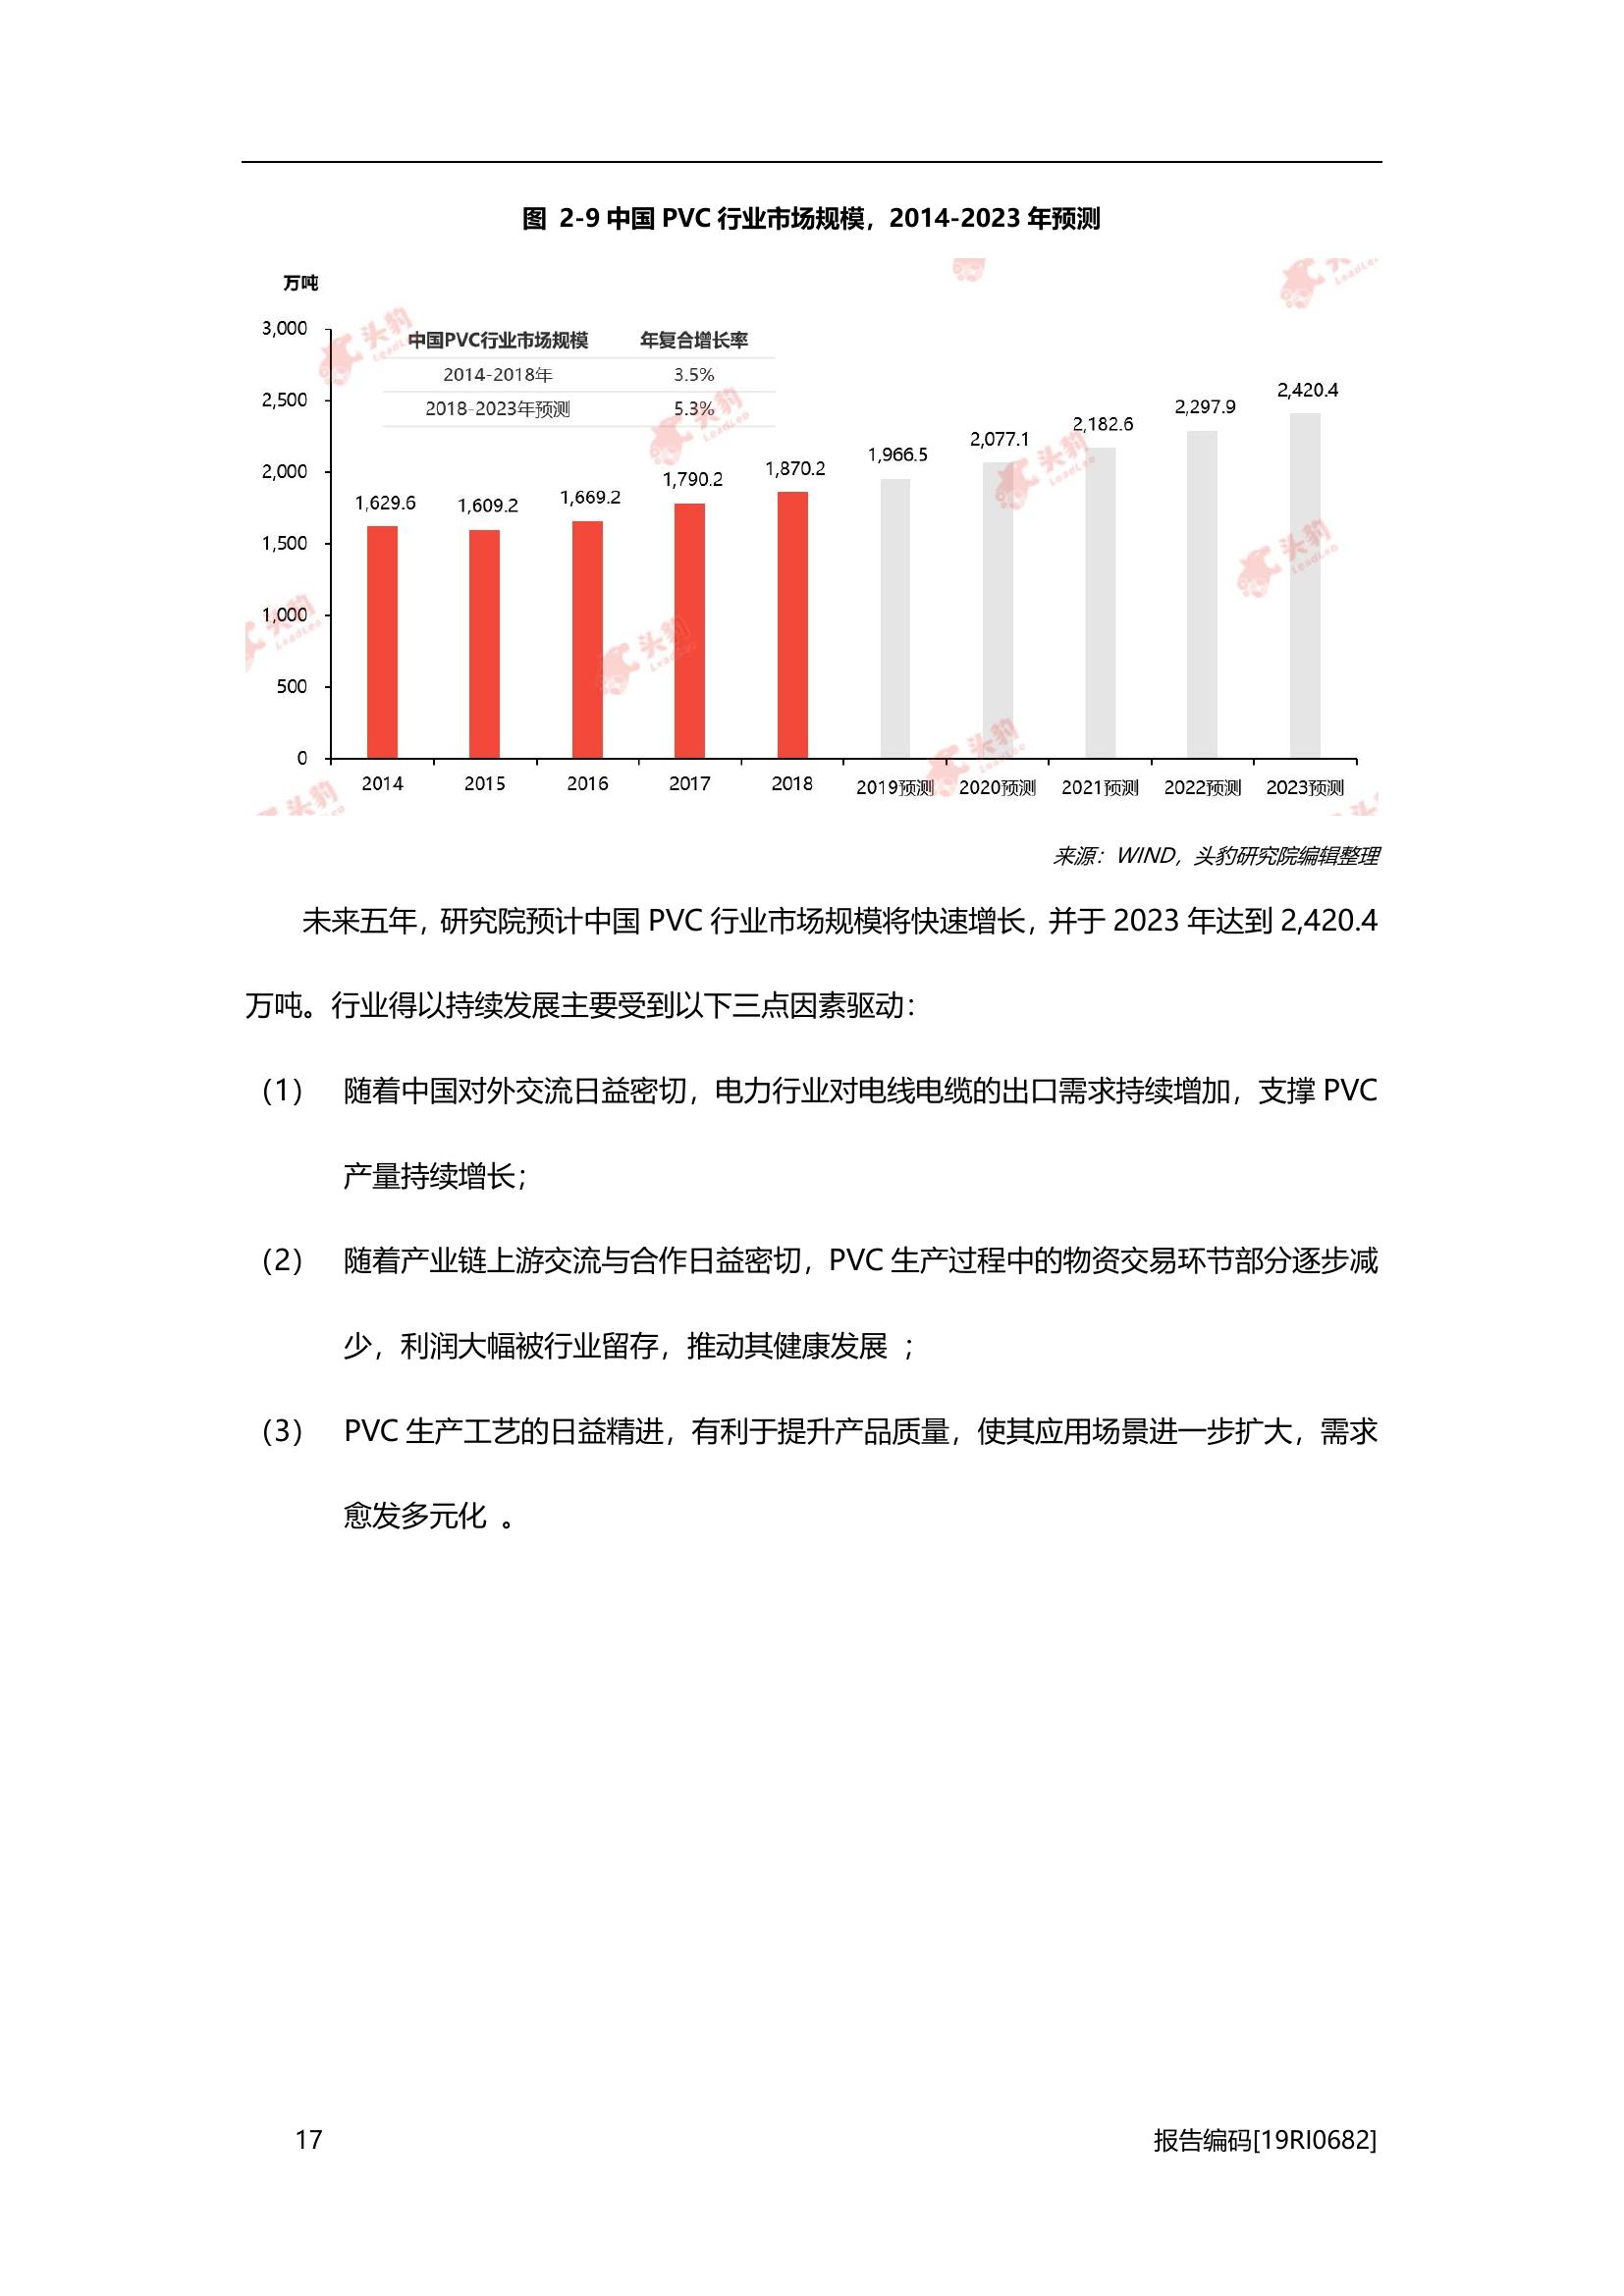 图 2-9 中国 PVC 行业市场规模，2014-2023 年预测
万吨
3,000
2,500
2,000
1,500
1,000
500
0
中国PVC行业市场规模 年复合增长率
2014-2018年 3.5%
2018-2023年预测 5.3%
1,629.6
1,609.2
1,669.2
1,790.2
1,870.2
1,966.5
2,077.1
2,182.6
2,297.9
2,420.4
2014 2015 2016 2017 2018 2019预测 2020预测 2021预测 2022预测 2023预测
头豹
LeadLeo
来源：WIND，头豹研究院编辑整理
未来五年，研究院预计中国 PVC 行业市场规模将快速增长，并于 2023 年达到 2,420.4
万吨。行业得以持续发展主要受到以下三点因素驱动：
（1） 随着中国对外交流日益密切，电力行业对电线电缆的出口需求持续增加，支撑 PVC
产量持续增长；
（2） 随着产业链上游交流与合作日益密切，PVC 生产过程中的物资交易环节部分逐步减
少，利润大幅被行业留存，推动其健康发展 ；
（3） PVC 生产工艺的日益精进，有利于提升产品质量，使其应用场景进一步扩大，需求
愈发多元化 。
17 报告编码[19RI0682]